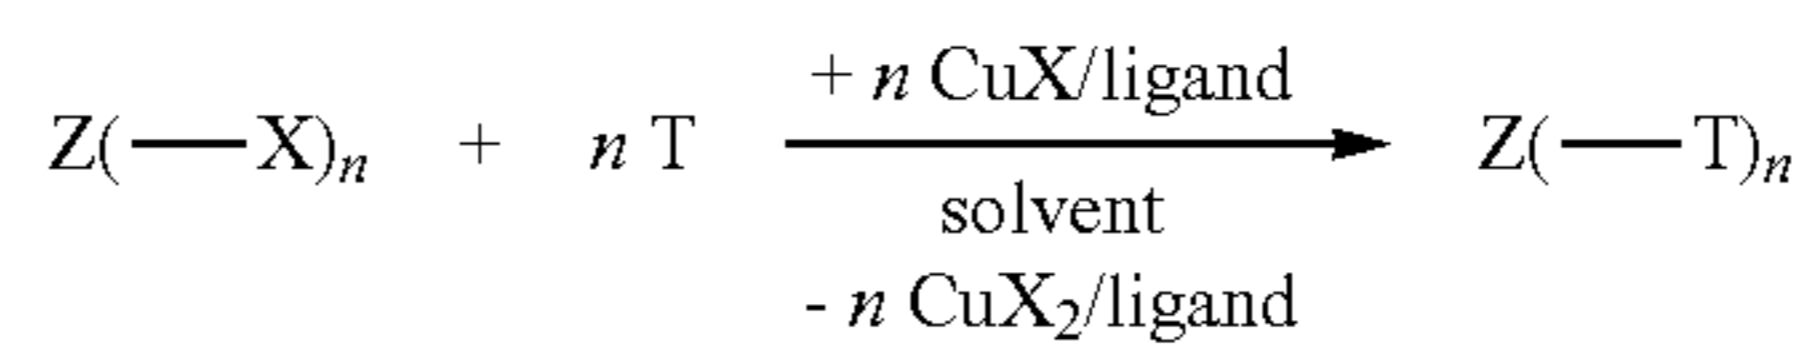 + n CuX/ligand
Z(—X)n + n T Z(—T)n
solvent
- n CuX2/ligand